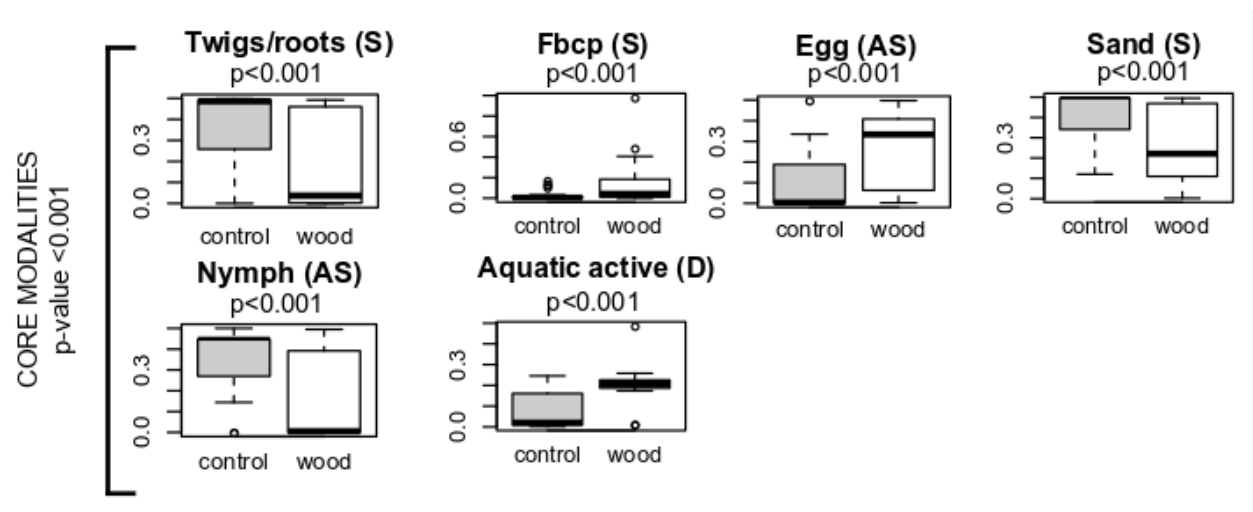 CORE MODALITIES
p-value <0.001
Twigs/roots (S)
p<0.001
0.3
0.0
control wood
Fbcp (S)
p<0.001
0.6
0.0
control wood
Egg (AS)
p<0.001
0.3
0.0
control wood
Sand (S)
p<0.001
0.3
0.0
control wood
Nymph (AS)
p<0.001
0.3
0.0
control wood
Aquatic active (D)
p<0.001
0.3
0.0
control wood